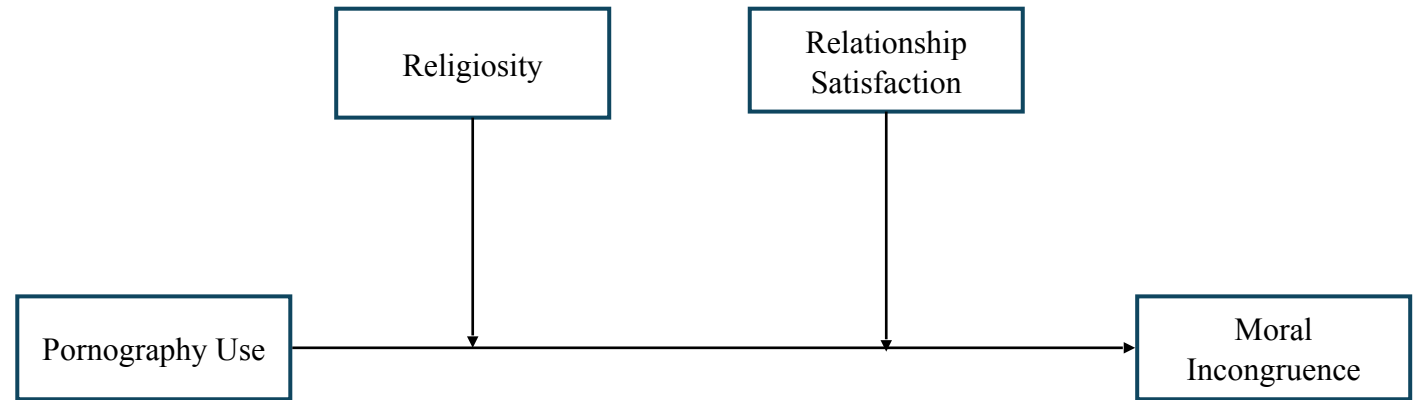 Religiosity
Relationship
Satisfaction
Pornography Use
Moral
Incongruence